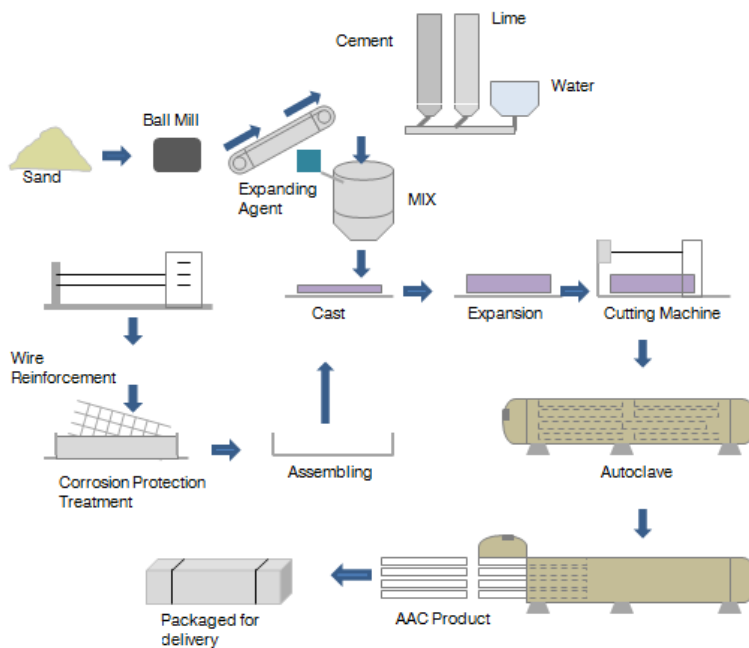 Lime
Cement
Water
Ball Mill
Sand
Expanding
Agent
MIX
Cast
Expansion
Cutting Machine
Wire
Reinforcement
Corrosion Protection
Treatment
Assembling
Autoclave
Packaged for
delivery
AAC Product